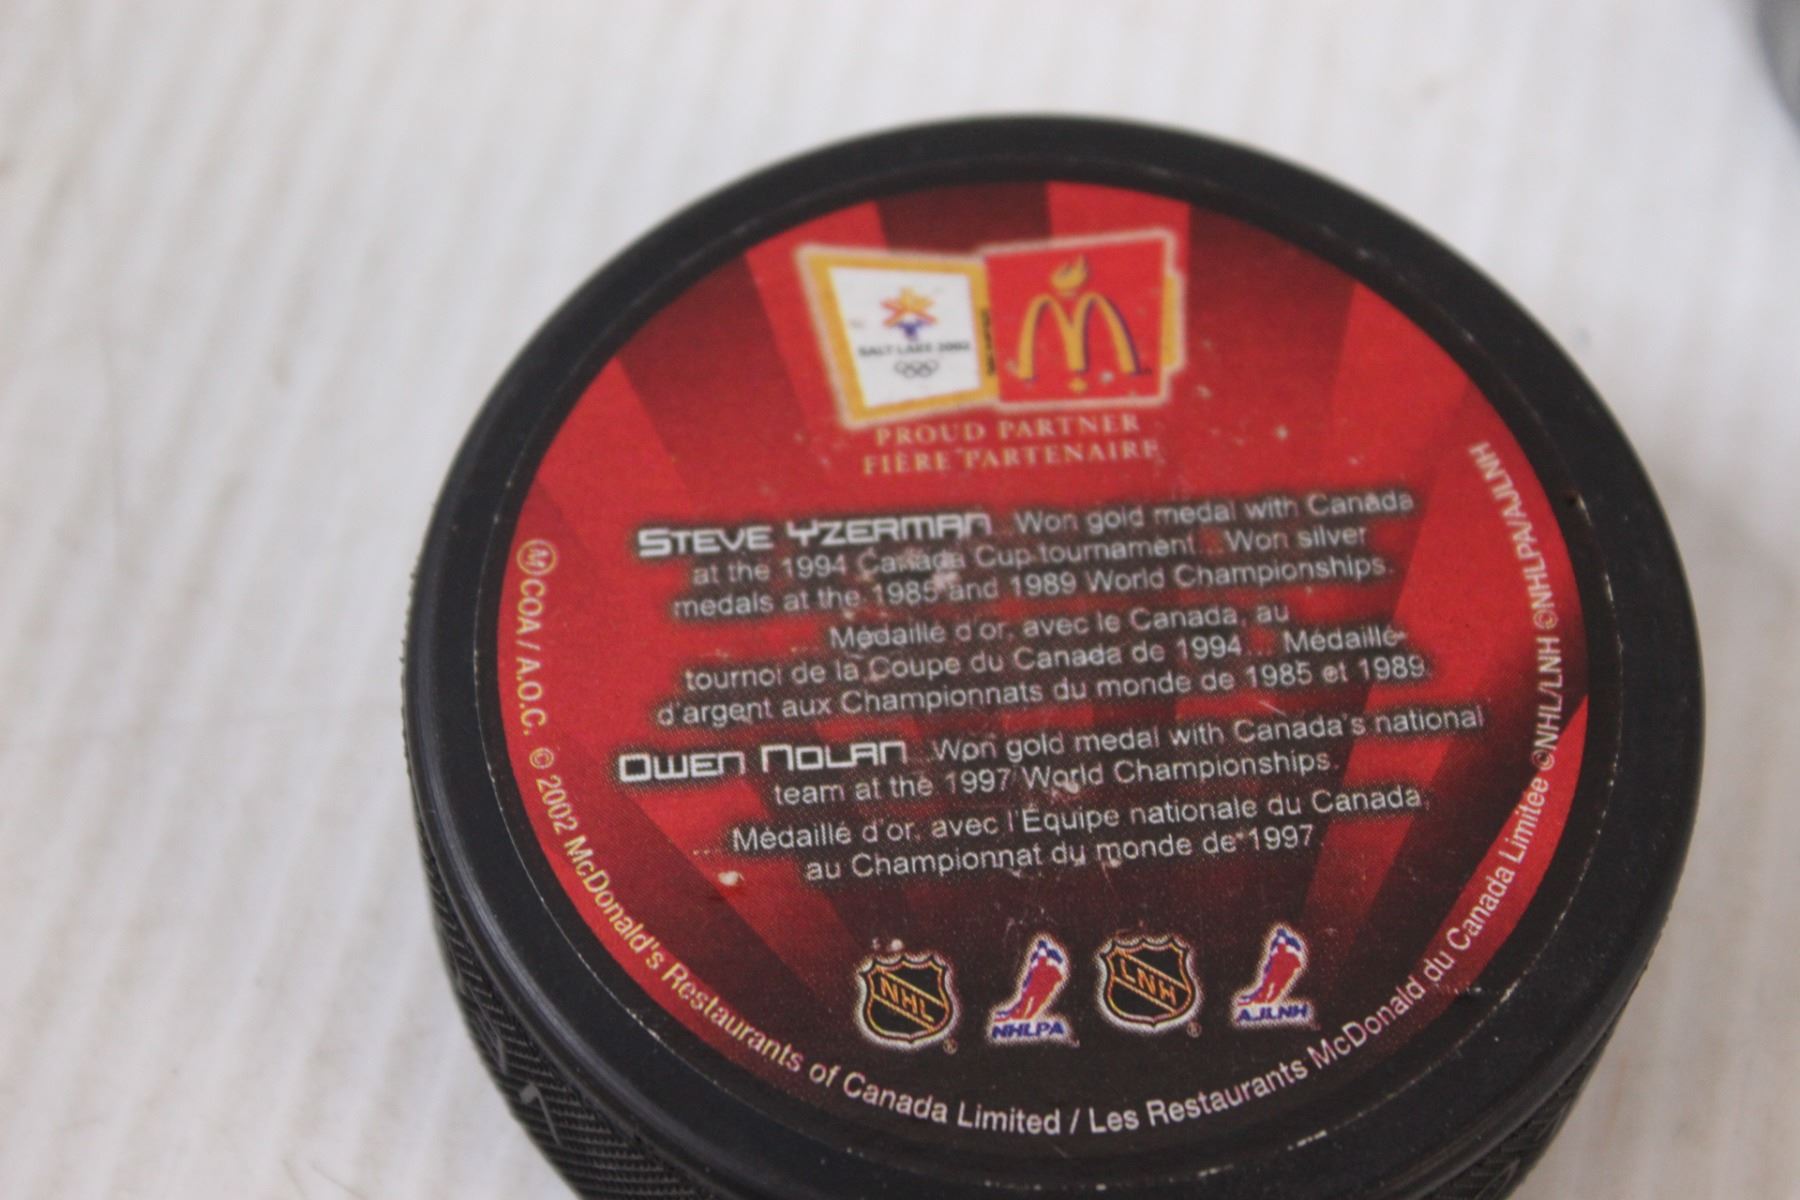 SALT LAKE 2002
PROUD PARTNER
FIÈRE PARTENAIRE
STEVE YZERMAN Won gold medal with Canada
at the 1994 Canada Cup tournament... Won silver
medals at the 1985 and 1989 World Championships.
Médaillé d'or, avec le Canada, au
tournoi de la Coupe du Canada de 1994... Médaillé
d'argent aux Championnats du monde de 1985 et 1989.
OWEN NOLAN Won gold medal with Canada's national
team at the 1997 World Championships.
Médaillé d'or, avec l'Équipe nationale du Canada,
au Championnat du monde de 1997
NHL NHLPA LNH AJLNH
Ⓜ COA / A.O.C. © 2002 McDonald's Restaurants of Canada Limited / Les Restaurants McDonald du Canada Limitée ©NHL/LNH ©NHLPA/AJLNH